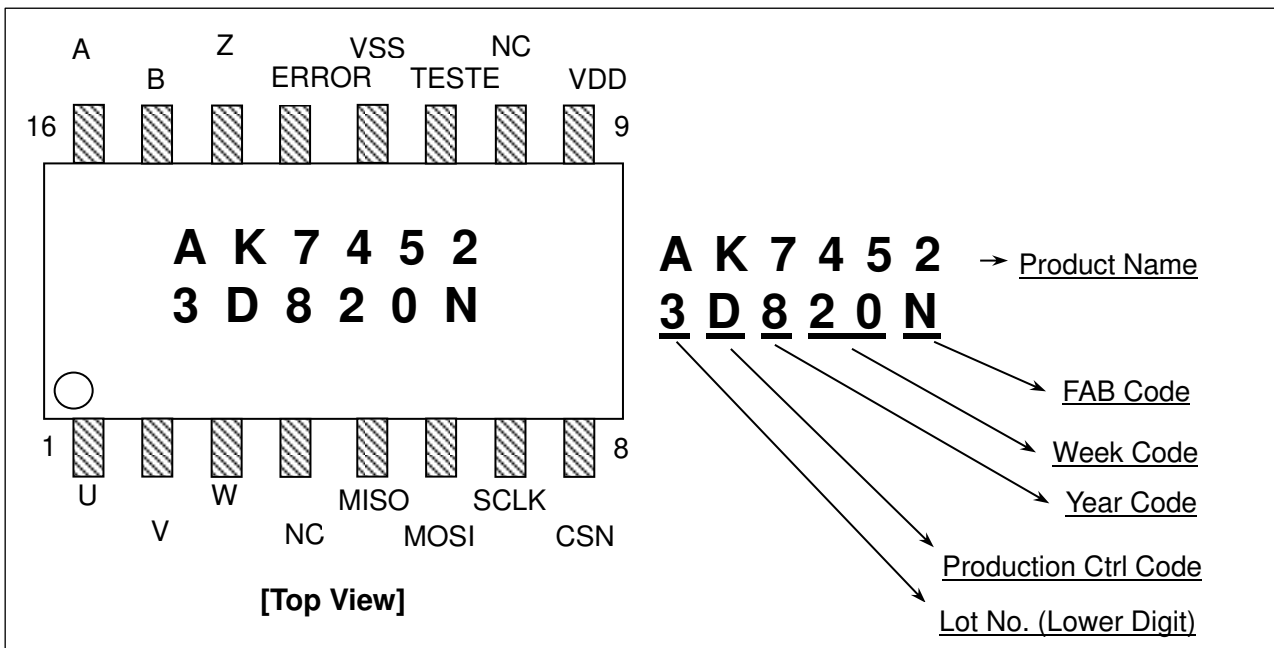 A B Z ERROR VSS TESTE NC VDD
16 9
A K 7 4 5 2
3 D 8 2 0 N
1 8
U V W NC MISO MOSI SCLK CSN
[Top View]
A K 7 4 5 2 → Product Name
3 D 8 2 0 N
FAB Code
Week Code
Year Code
Production Ctrl Code
Lot No. (Lower Digit)